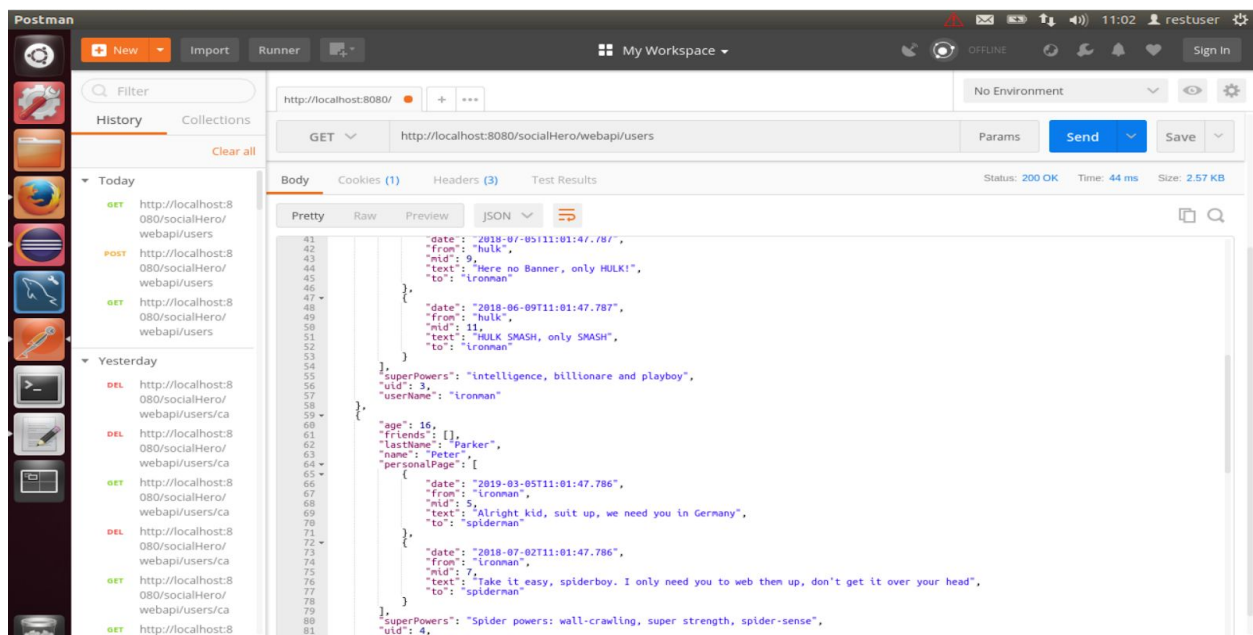 Postman
11:02 restuser
New Import Runner My Workspace OFFLINE Sign In
Filter
History Collections
Clear all
Today
GET http://localhost:8
080/socialHero/
webapi/users
POST http://localhost:8
080/socialHero/
webapi/users
GET http://localhost:8
080/socialHero/
webapi/users
Yesterday
DEL http://localhost:8
080/socialHero/
webapi/users/ca
DEL http://localhost:8
080/socialHero/
webapi/users/ca
GET http://localhost:8
080/socialHero/
webapi/users
DEL http://localhost:8
080/socialHero/
webapi/users/ca
GET http://localhost:8
080/socialHero/
webapi/users
GET http://localhost:8
http://localhost:8080/ + •••
No Environment
GET http://localhost:8080/socialHero/webapi/users Params Send Save
Body Cookies (1) Headers (3) Test Results Status: 200 OK Time: 44 ms Size: 2.57 KB
Pretty Raw Preview JSON
41 "date": "2018-07-05T11:01:47.787",
42 "from": "hulk",
43 "mid": 9,
44 "text": "Here no Banner, only HULK!",
45 "to": "ironman"
46 },
47 {
48 "date": "2018-06-09T11:01:47.787",
49 "from": "hulk",
50 "mid": 11,
51 "text": "HULK SMASH, only SMASH",
52 "to": "ironman"
53 }
54 ],
55 "superPowers": "intelligence, billionare and playboy",
56 "uid": 3,
57 "userName": "ironman"
58 },
59 {
60 "age": 16,
61 "friends": [],
62 "lastName": "Parker",
63 "name": "Peter",
64 "personalPage": [
65 {
66 "date": "2019-03-05T11:01:47.786",
67 "from": "ironman",
68 "mid": 5,
69 "text": "Alright kid, suit up, we need you in Germany",
70 "to": "spiderman"
71 },
72 {
73 "date": "2018-07-02T11:01:47.786",
74 "from": "ironman",
75 "mid": 7,
76 "text": "Take it easy, spiderboy. I only need you to web them up, don't get it over your head",
77 "to": "spiderman"
78 }
79 ],
80 "superPowers": "Spider powers: wall-crawling, super strength, spider-sense",
81 "uid": 4,